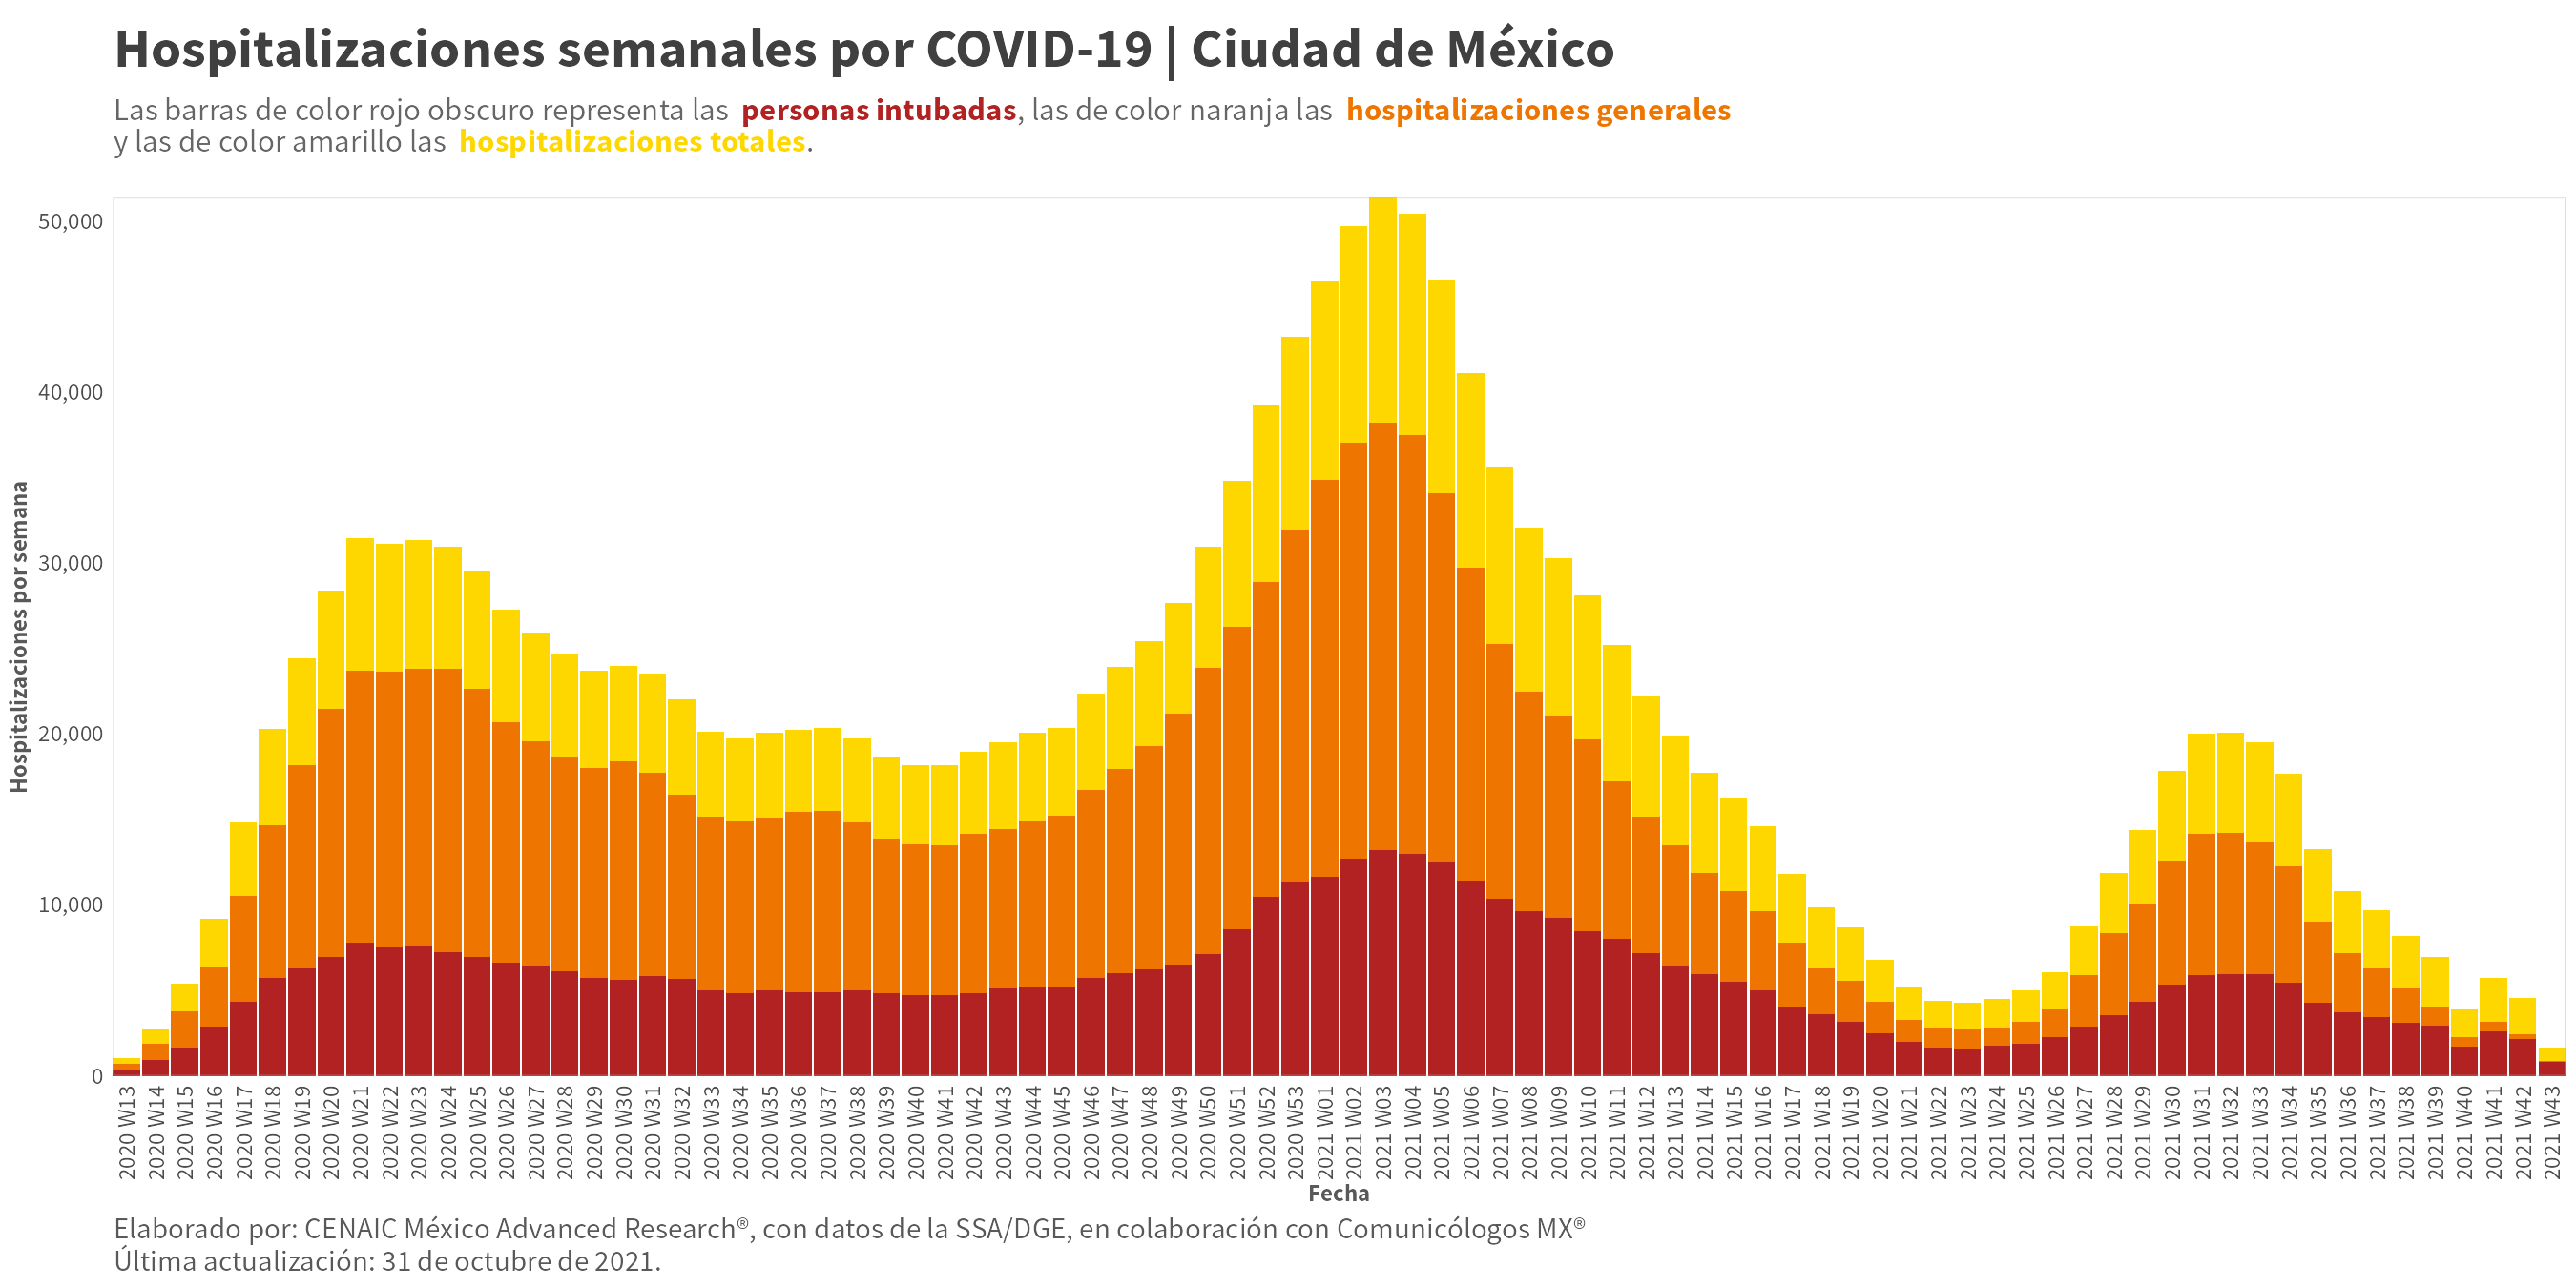 Hospitalizaciones semanales por COVID-19 | Ciudad de México
Las barras de color rojo obscuro representa las personas intubadas, las de color naranja las hospitalizaciones generales
y las de color amarillo las hospitalizaciones totales.
Hospitalizaciones por semana
50,000
40,000
30,000
20,000
10,000
0
2020 W13
2020 W14
2020 W15
2020 W16
2020 W17
2020 W18
2020 W19
2020 W20
2020 W21
2020 W22
2020 W23
2020 W24
2020 W25
2020 W26
2020 W27
2020 W28
2020 W29
2020 W30
2020 W31
2020 W32
2020 W33
2020 W34
2020 W35
2020 W36
2020 W37
2020 W38
2020 W39
2020 W40
2020 W41
2020 W42
2020 W43
2020 W44
2020 W45
2020 W46
2020 W47
2020 W48
2020 W49
2020 W50
2020 W51
2020 W52
2020 W53
2021 W01
2021 W02
2021 W03
2021 W04
2021 W05
2021 W06
2021 W07
2021 W08
2021 W09
2021 W10
2021 W11
2021 W12
2021 W13
2021 W14
2021 W15
2021 W16
2021 W17
2021 W18
2021 W19
2021 W20
2021 W21
2021 W22
2021 W23
2021 W24
2021 W25
2021 W26
2021 W27
2021 W28
2021 W29
2021 W30
2021 W31
2021 W32
2021 W33
2021 W34
2021 W35
2021 W36
2021 W37
2021 W38
2021 W39
2021 W40
2021 W41
2021 W42
2021 W43
Fecha
Elaborado por: CENAIC México Advanced Research®, con datos de la SSA/DGE, en colaboración con Comunicólogos MX®
Última actualización: 31 de octubre de 2021.